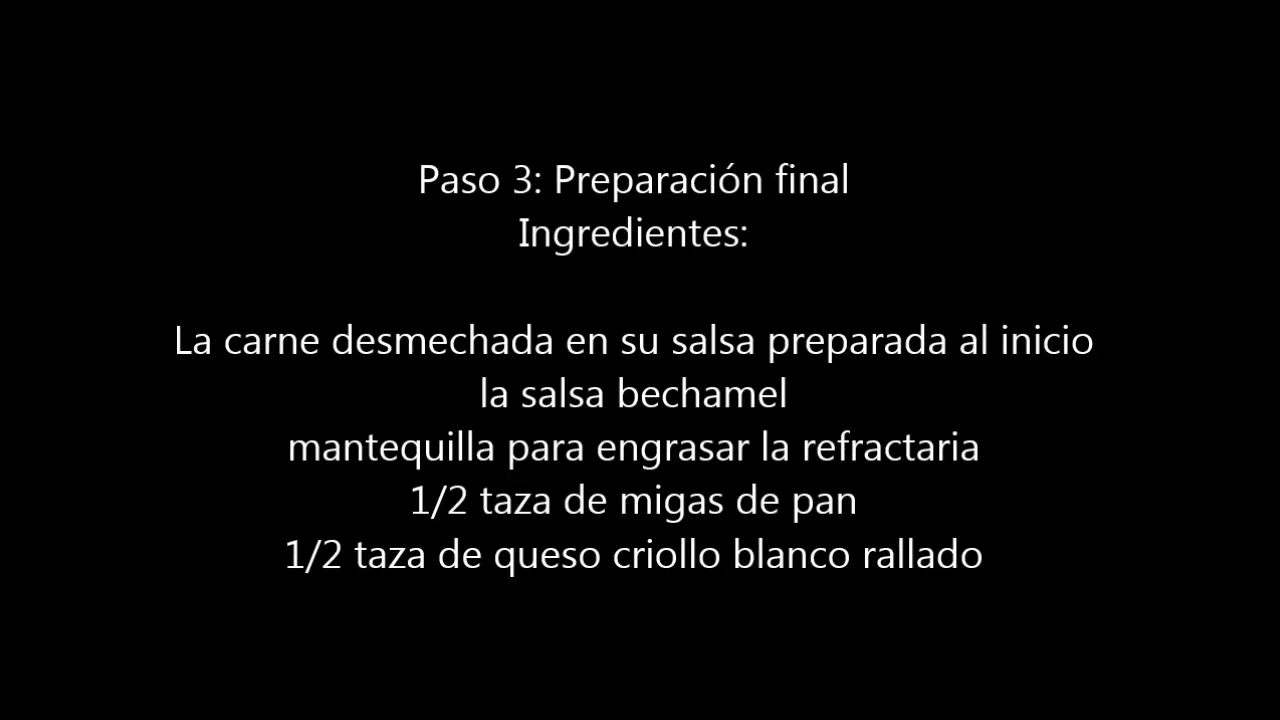 Paso 3: Preparación final
Ingredientes:
La carne desmechada en su salsa preparada al inicio
la salsa bechamel
mantequilla para engrasar la refractaria
1/2 taza de migas de pan
1/2 taza de queso criollo blanco rallado